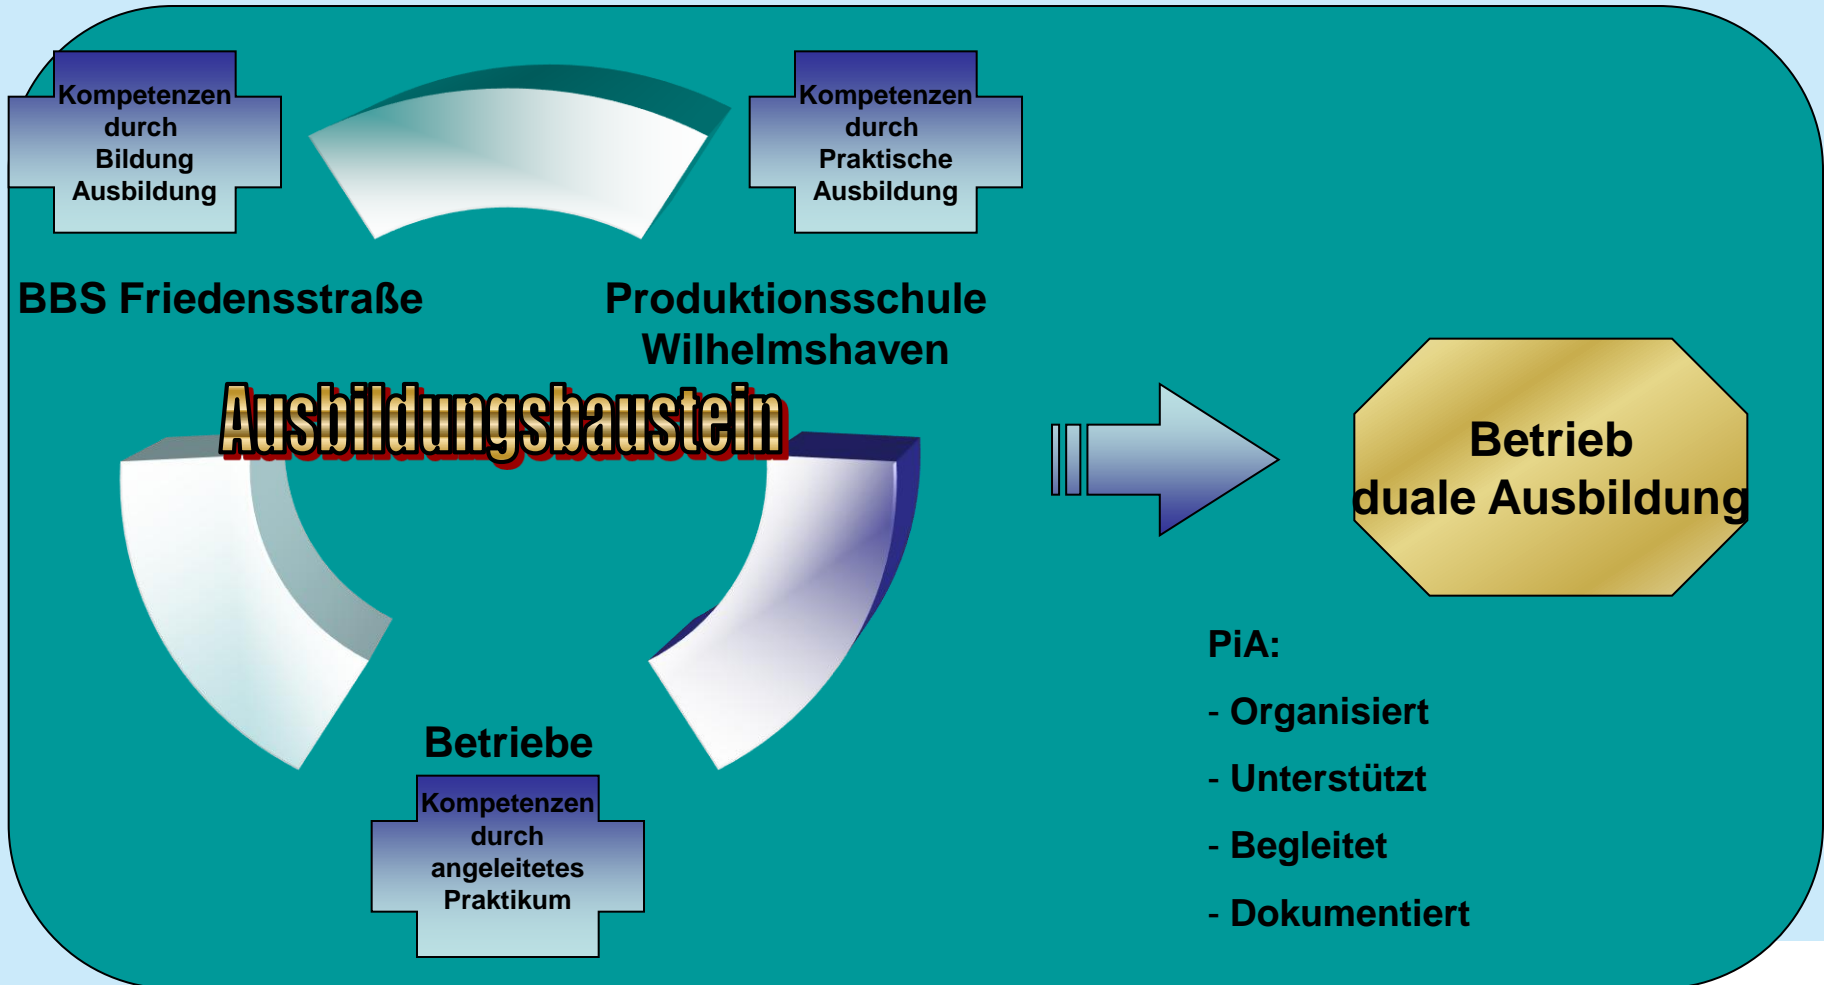 Kompetenzen
durch
Bildung
Ausbildung
Kompetenzen
durch
Praktische
Ausbildung
BBS Friedensstraße
Produktionsschule
Wilhelmshaven
Ausbildungsbaustein
Betrieb
duale Ausbildung
Betriebe
Kompetenzen
durch
angeleitetes
Praktikum
PiA:
- Organisiert
- Unterstützt
- Begleitet
- Dokumentiert